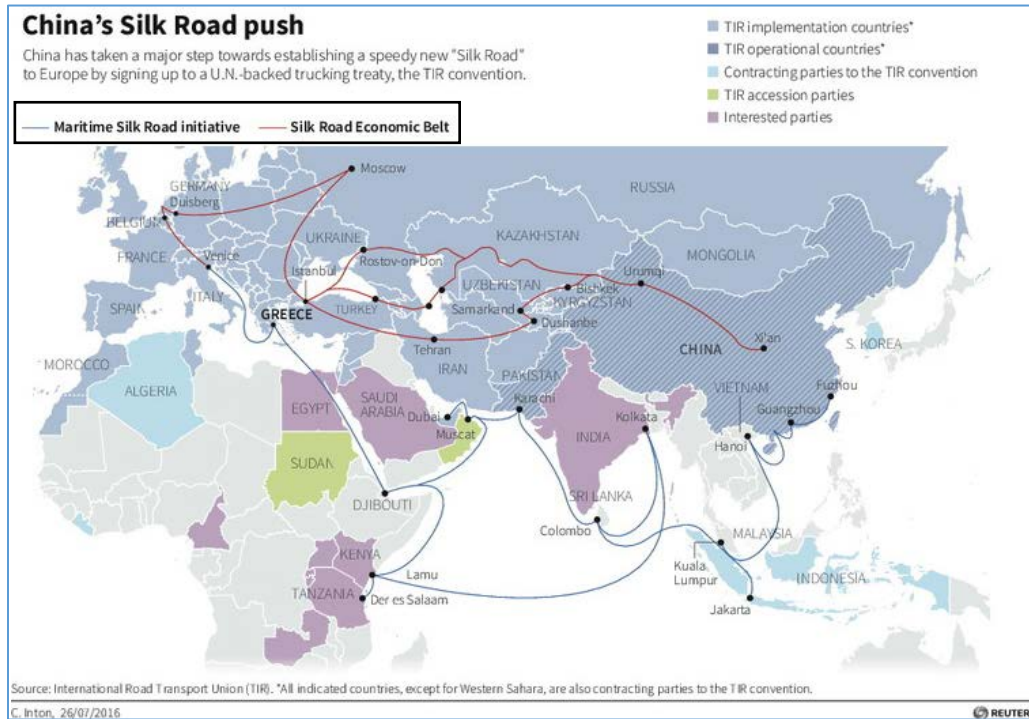 China's Silk Road push
China has taken a major step towards establishing a speedy new "Silk Road"
to Europe by signing up to a U.N.-backed trucking treaty, the TIR convention.
Maritime Silk Road initiative
Silk Road Economic Belt
TIR implementation countries*
TIR operational countries*
Contracting parties to the TIR convention
TIR accession parties
Interested parties
Moscow
GERMANY
Duisberg
RUSSIA
BELGIUM
UKRAINE
KAZAKHSTAN
MONGOLIA
FRANCE
Venice
Rostov-on-Don
Urumqi
Istanbul
UZBEKISTAN
Bishkek
ITALY
SPAIN
TURKEY
Samarkand
KYRGYZSTAN
GREECE
Dushanbe
Tehran
CHINA
Xi'an
S. KOREA
MOROCCO
IRAN
ALGERIA
PAKISTAN
VIETNAM
Fuzhou
EGYPT
SAUDI
ARABIA
Dubai
Karachi
Kolkata
Guangzhou
Muscat
INDIA
Hanoi
SUDAN
DJIBOUTI
SRI LANKA
Colombo
MALAYSIA
Kuala
Lumpur
KENYA
Lamu
INDONESIA
TANZANIA
Der es Salaam
Jakarta
Source: International Road Transport Union (TIR). *All indicated countries, except for Western Sahara, are also contracting parties to the TIR convention.
C. Inton, 26/07/2016
REUTERS